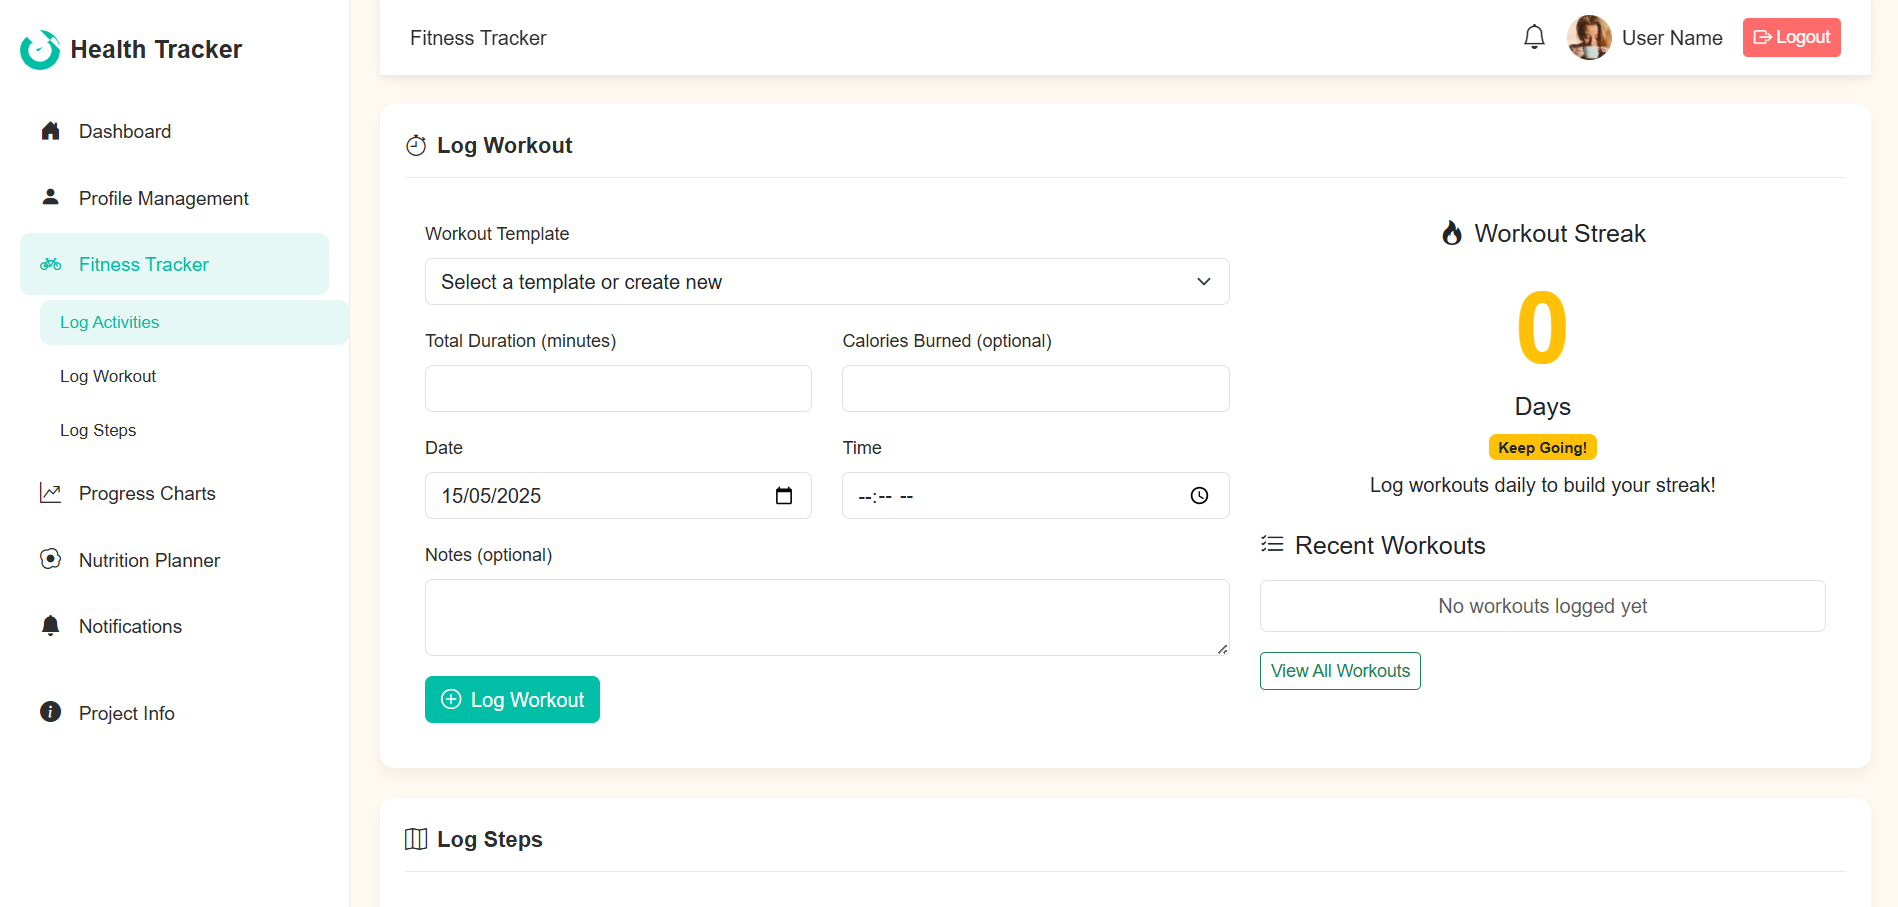 Health Tracker
Dashboard
Profile Management
Fitness Tracker
Log Activities
Log Workout
Log Steps
Progress Charts
Nutrition Planner
Notifications
Project Info
Fitness Tracker
User Name
Logout
Log Workout
Workout Template
Select a template or create new
Total Duration (minutes)
Calories Burned (optional)
Date
Time
15/05/2025
--:-- --
Notes (optional)
Log Workout
Workout Streak
0
Days
Keep Going!
Log workouts daily to build your streak!
Recent Workouts
No workouts logged yet
View All Workouts
Log Steps